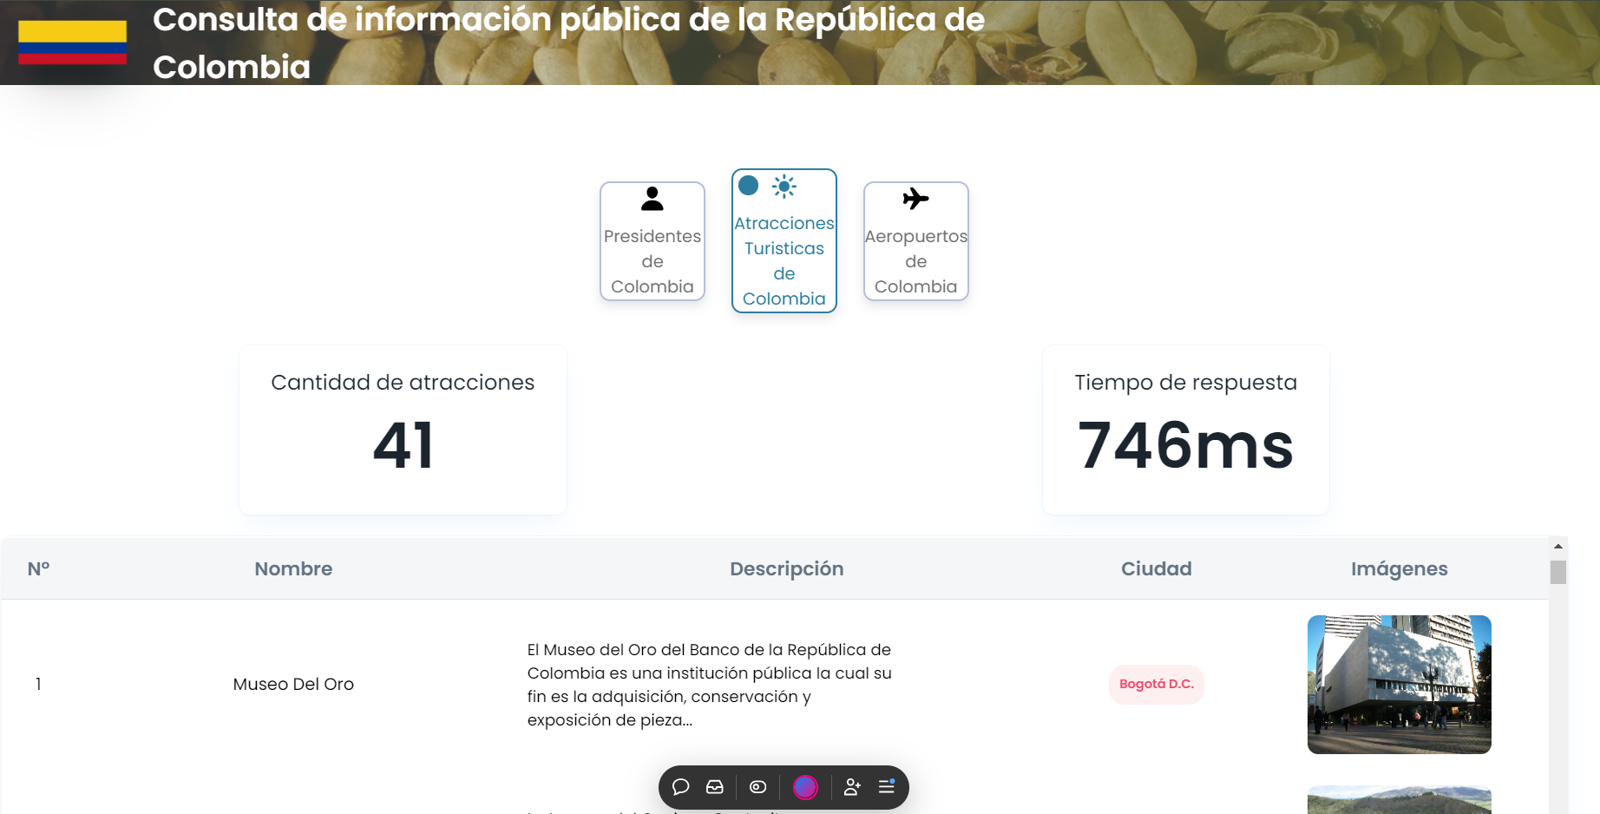 Consulta de información pública de la República de
Colombia
Presidentes
de
Colombia
Atracciones
Turisticas
de
Colombia
Aeropuertos
de
Colombia
Cantidad de atracciones
41
Tiempo de respuesta
746ms
Nº Nombre Descripción Ciudad Imágenes
1
Museo Del Oro
El Museo del Oro del Banco de la República de
Colombia es una institución pública la cual su
fin es la adquisición, conservación y
exposición de pieza...
Bogotá D.C.